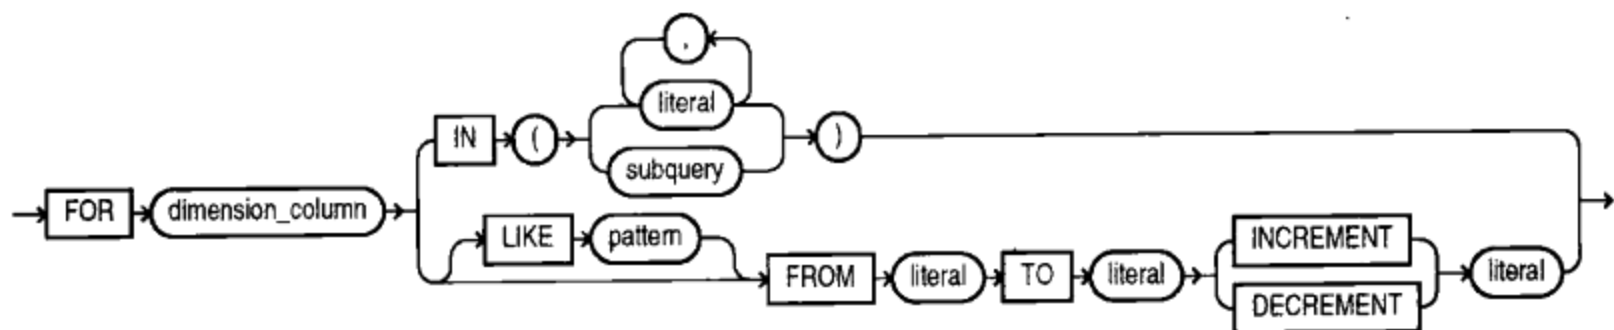 ,
literal
IN ( )
subquery
FOR dimension_column
LIKE pattern
INCREMENT
FROM literal TO literal literal
DECREMENT